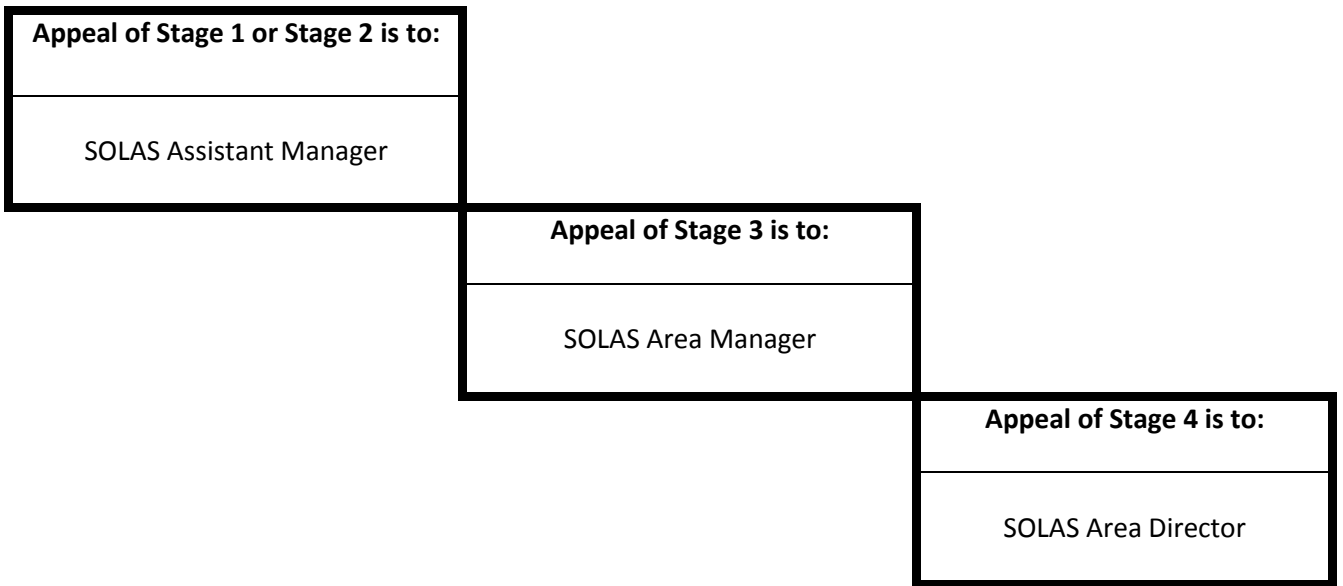 Appeal of Stage 1 or Stage 2 is to:
SOLAS Assistant Manager
Appeal of Stage 3 is to:
SOLAS Area Manager
Appeal of Stage 4 is to:
SOLAS Area Director